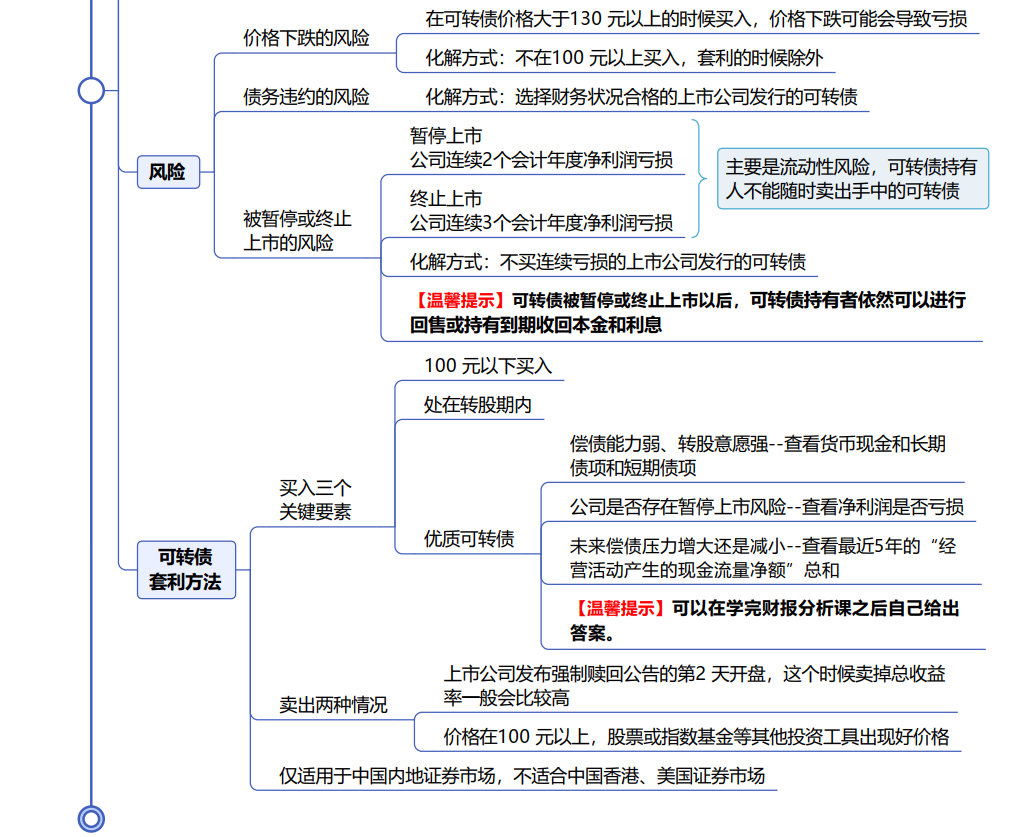 风险
价格下跌的风险
在可转债价格大于130 元以上的时候买入，价格下跌可能会导致亏损
化解方式：不在100 元以上买入，套利的时候除外
债务违约的风险
化解方式：选择财务状况合格的上市公司发行的可转债
被暂停或终止
上市的风险
暂停上市
公司连续2个会计年度净利润亏损
终止上市
公司连续3个会计年度净利润亏损
主要是流动性风险，可转债持有
人不能随时卖出手中的可转债
化解方式：不买连续亏损的上市公司发行的可转债
【温馨提示】可转债被暂停或终止上市以后，可转债持有者依然可以进行
回售或持有到期收回本金和利息
可转债
套利方法
买入三个
关键要素
100 元以下买入
处在转股期内
优质可转债
偿债能力弱、转股意愿强--查看货币现金和长期
债项和短期债项
公司是否存在暂停上市风险--查看净利润是否亏损
未来偿债压力增大还是减小--查看最近5年的“经
营活动产生的现金流量净额”总和
【温馨提示】可以在学完财报分析课之后自己给出
答案。
卖出两种情况
上市公司发布强制赎回公告的第2 天开盘，这个时候卖掉总收益
率一般会比较高
价格在100 元以上，股票或指数基金等其他投资工具出现好价格
仅适用于中国内地证券市场，不适合中国香港、美国证券市场